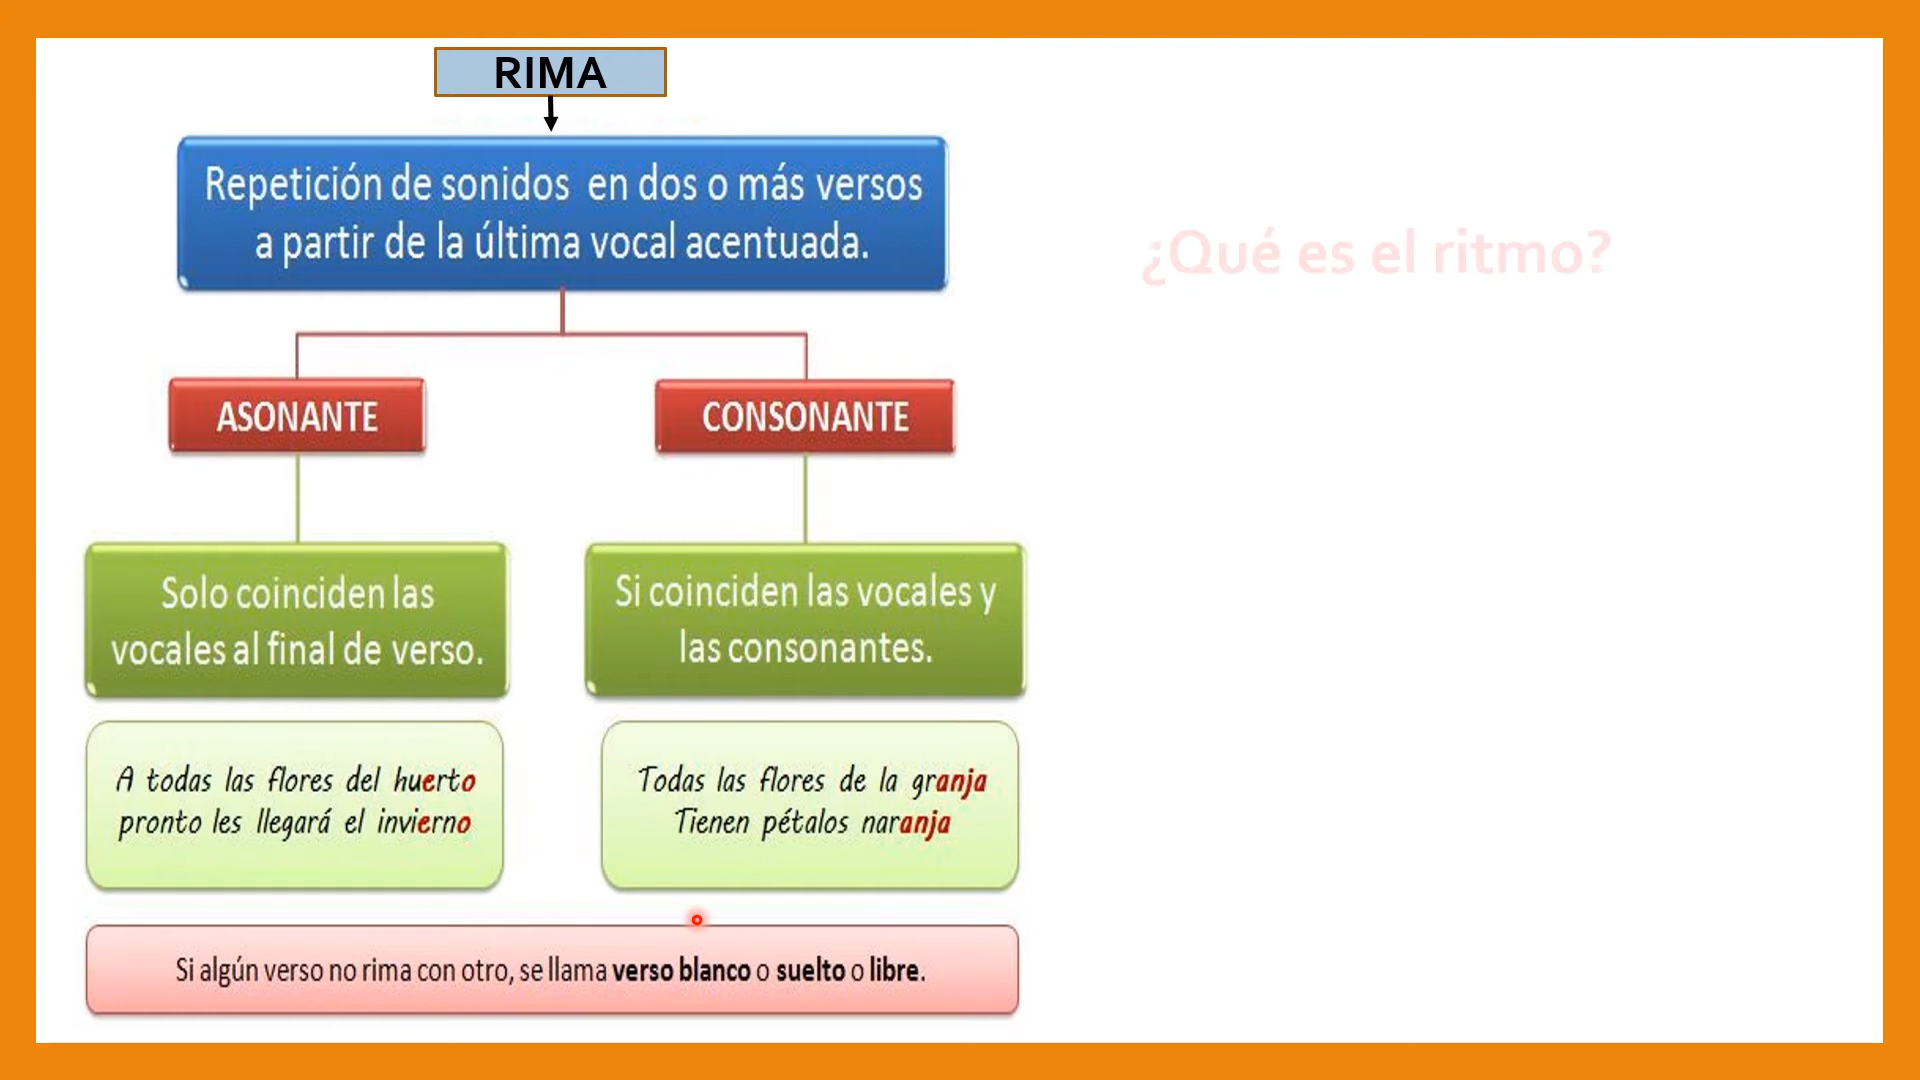 RIMA
Repetición de sonidos en dos o más versos
a partir de la última vocal acentuada.
¿Qué es el ritmo?
ASONANTE
CONSONANTE
Solo coinciden las
vocales al final de verso.
Si coinciden las vocales y
las consonantes.
A todas las flores del huerto
pronto les llegará el invierno
Todas las flores de la granja
Tienen pétalos naranja
Si algún verso no rima con otro, se llama verso blanco o suelto o libre.